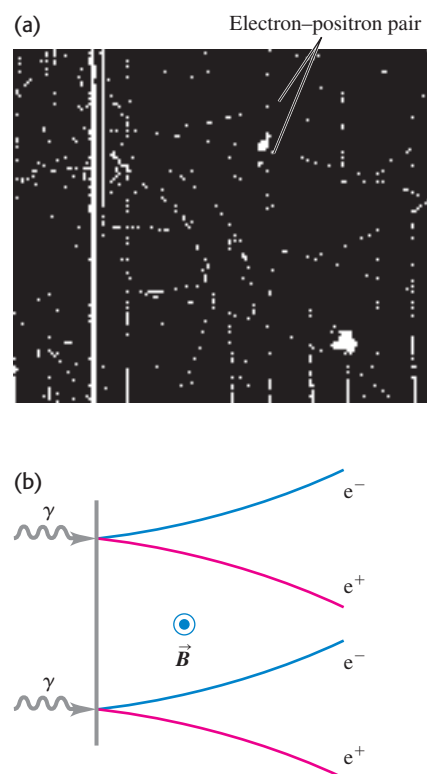 (a)
Electron–positron pair
(b)
γ
e⁻
e⁺
B⃗
γ
e⁻
e⁺